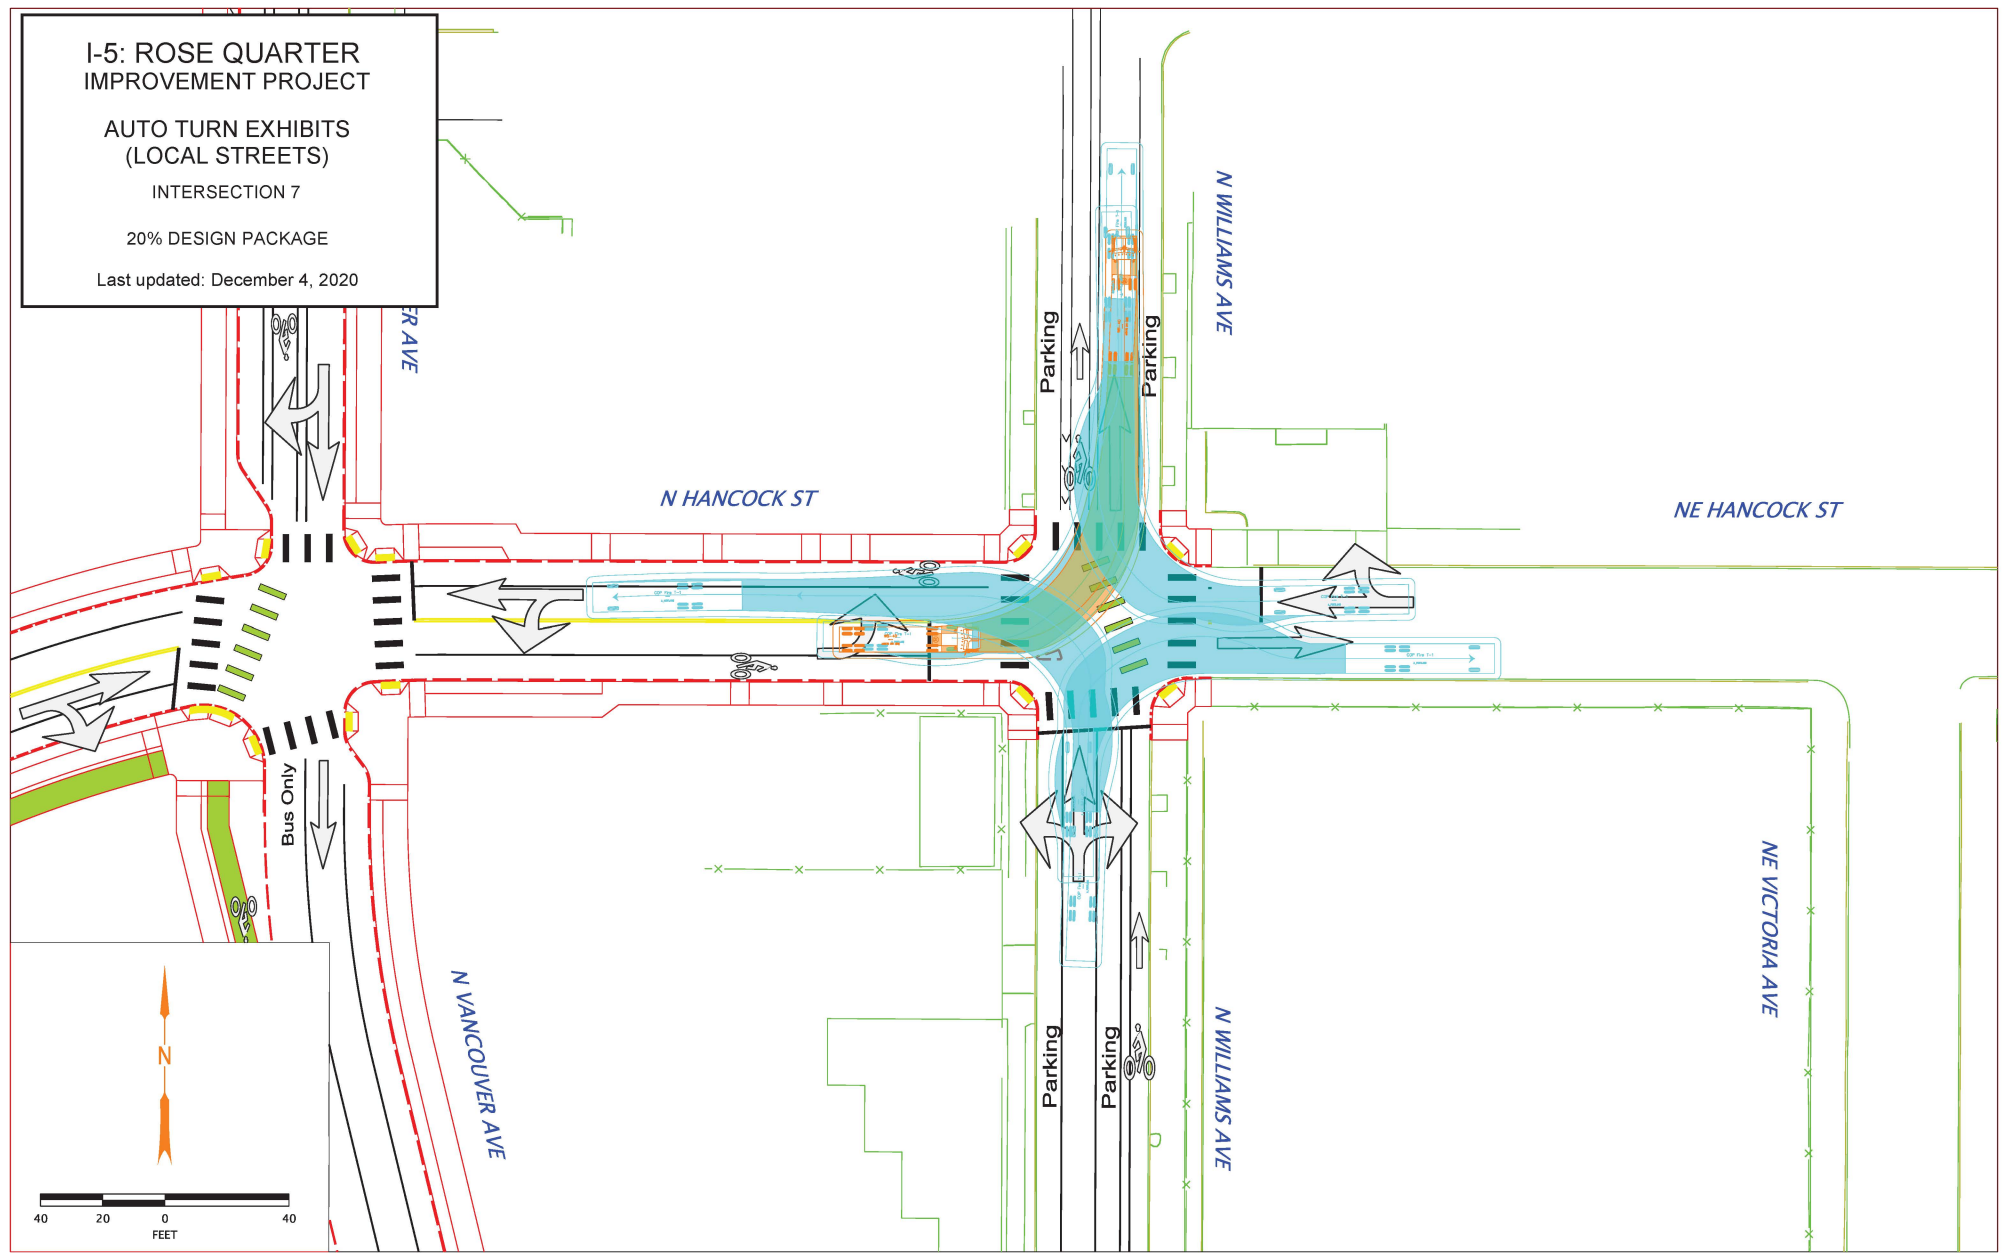 I-5: ROSE QUARTER
IMPROVEMENT PROJECT
AUTO TURN EXHIBITS
(LOCAL STREETS)
INTERSECTION 7
20% DESIGN PACKAGE
Last updated: December 4, 2020
ER AVE
N WILLIAMS AVE
Parking
Parking
N HANCOCK ST
NE HANCOCK ST
Bus Only
N VANCOUVER AVE
Parking
Parking
N WILLIAMS AVE
NE VICTORIA AVE
N
40
20
0
40
FEET